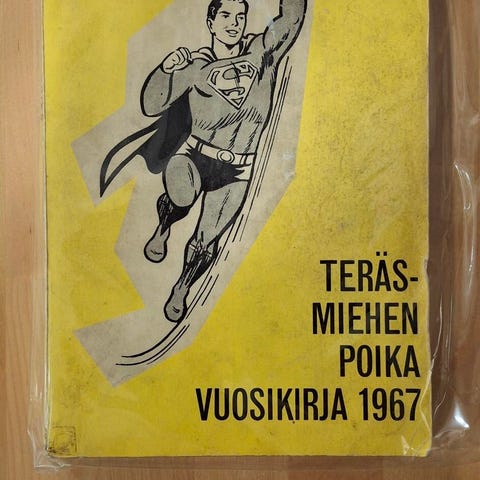 S
TERÄS-
MIEHEN
POIKA
VUOSIKIRJA 1967